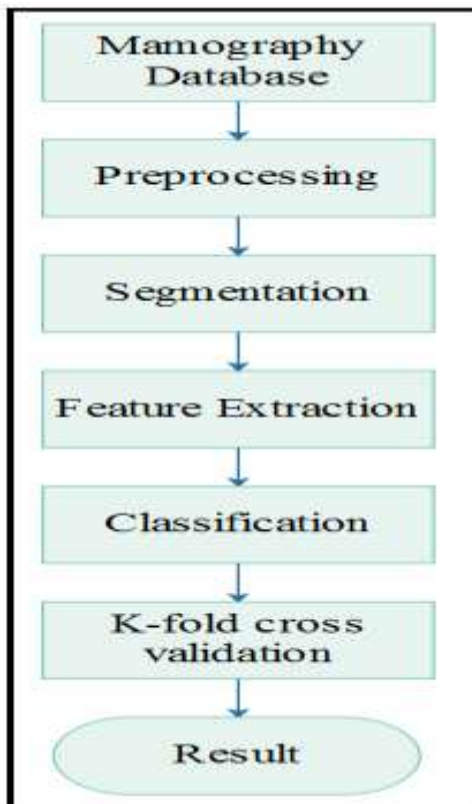 Mamography
Database
Preprocessing
Segmentation
Feature Extraction
Classification
K-fold cross
validation
Result